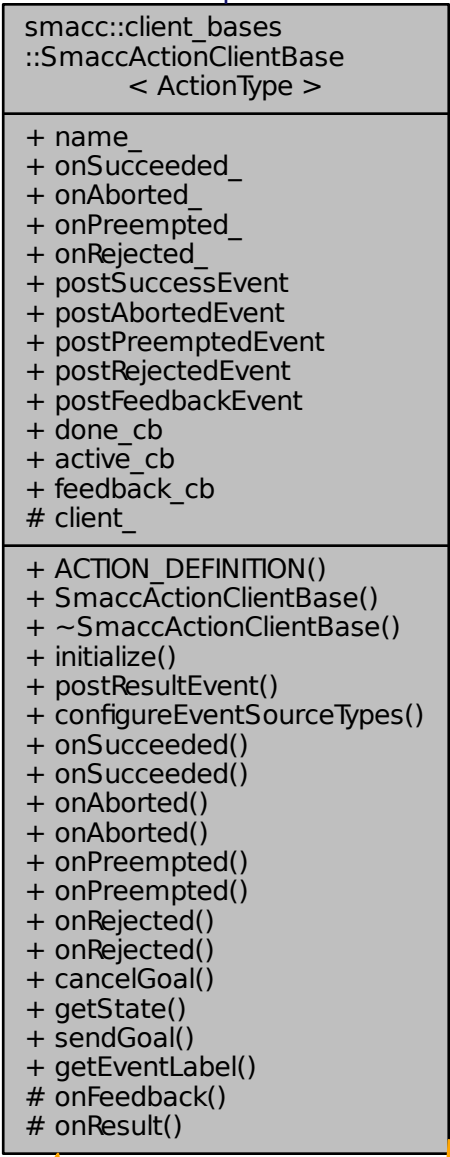 smacc::client_bases
::SmaccActionClientBase
< ActionType >
+ name_
+ onSucceeded_
+ onAborted_
+ onPreempted_
+ onRejected_
+ postSuccessEvent
+ postAbortedEvent
+ postPreemptedEvent
+ postRejectedEvent
+ postFeedbackEvent
+ done_cb
+ active_cb
+ feedback_cb
# client_
+ ACTION_DEFINITION()
+ SmaccActionClientBase()
+ ~SmaccActionClientBase()
+ initialize()
+ postResultEvent()
+ configureEventSourceTypes()
+ onSucceeded()
+ onSucceeded()
+ onAborted()
+ onAborted()
+ onPreempted()
+ onPreempted()
+ onRejected()
+ onRejected()
+ cancelGoal()
+ getState()
+ sendGoal()
+ getEventLabel()
# onFeedback()
# onResult()